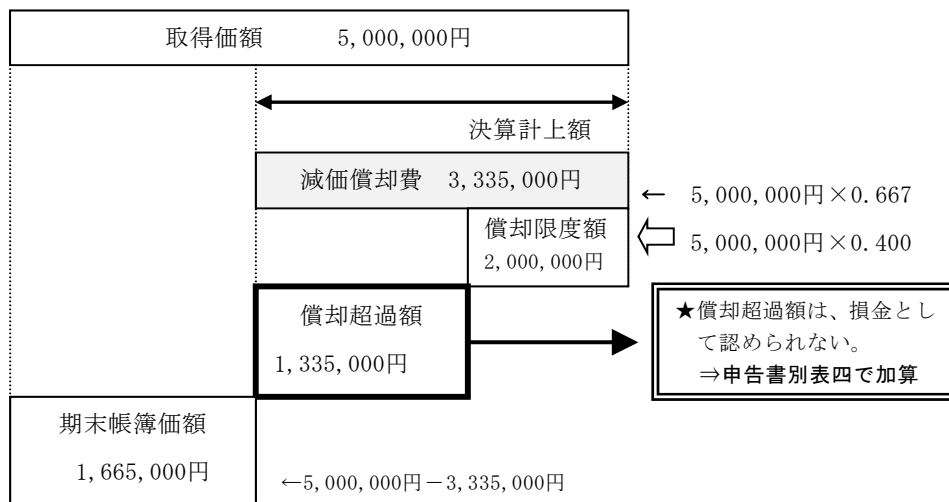 取得価額　　5,000,000円
決算計上額
減価償却費　3,335,000円
←　5,000,000円×0.667
償却限度額
2,000,000円
5,000,000円×0.400
償却超過額
1,335,000円
★償却超過額は、損金とし
て認められない。
⇒申告書別表四で加算
期末帳簿価額
1,665,000円
←5,000,000円－3,335,000円